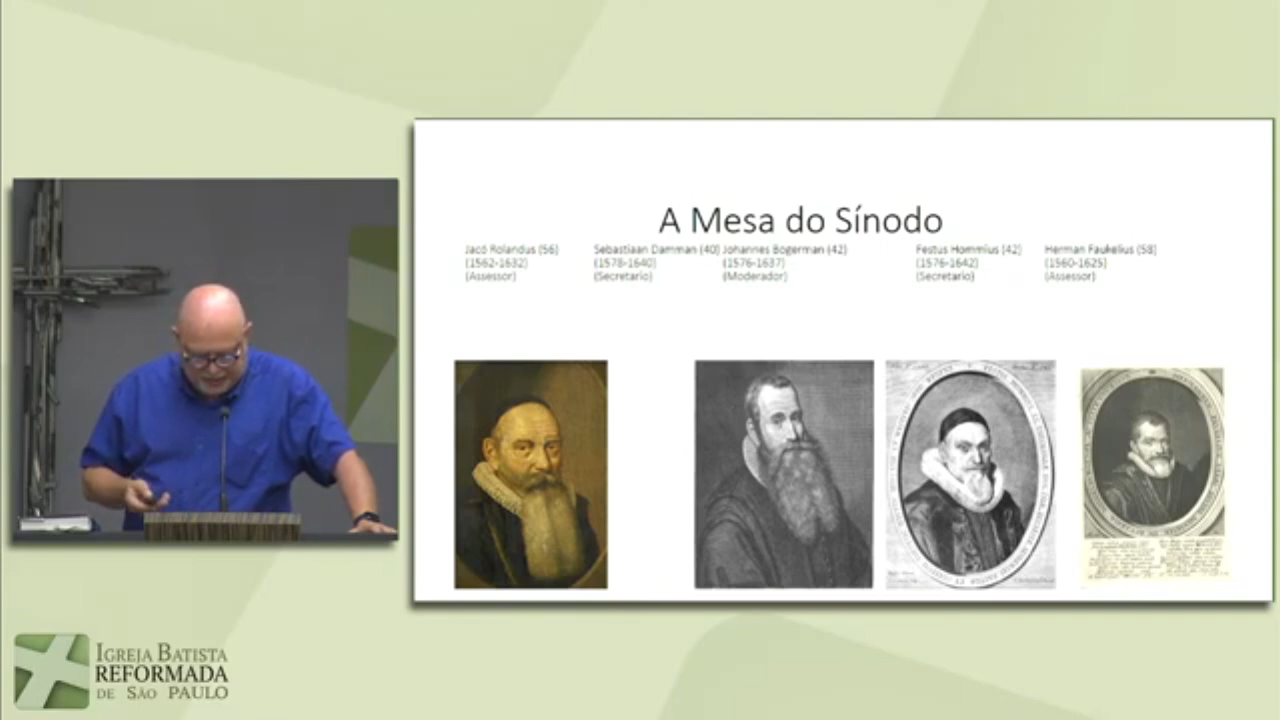 A Mesa do Sínodo
Jacó Rolandus (56)
(1562-1632)
(Assessor)
Sebastiaan Damman (40)
(1578-1640)
(Secretario)
Johannes Bogerman (42)
(1576-1637)
(Moderador)
Festus Hommius (42)
(1576-1642)
(Secretario)
Herman Faukelius (58)
(1560-1625)
(Assessor)
IGREJA BATISTA
REFORMADA
DE SÃO PAULO